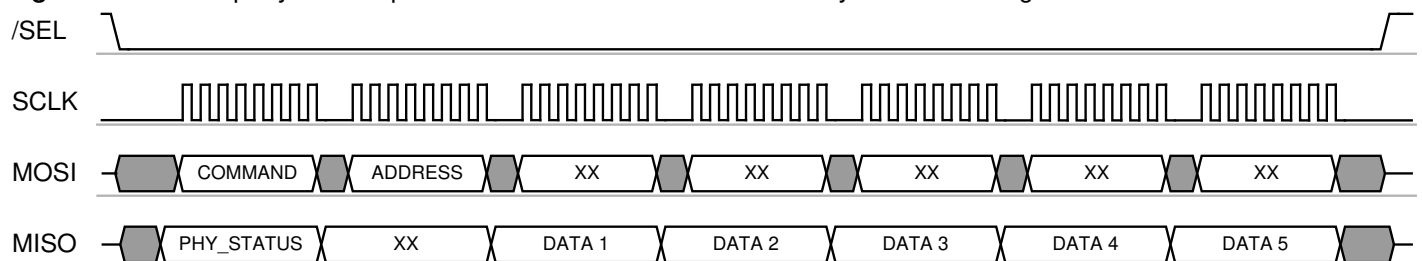 /SEL
SCLK
MOSI COMMAND ADDRESS XX XX XX XX XX
MISO PHY_STATUS XX DATA 1 DATA 2 DATA 3 DATA 4 DATA 5